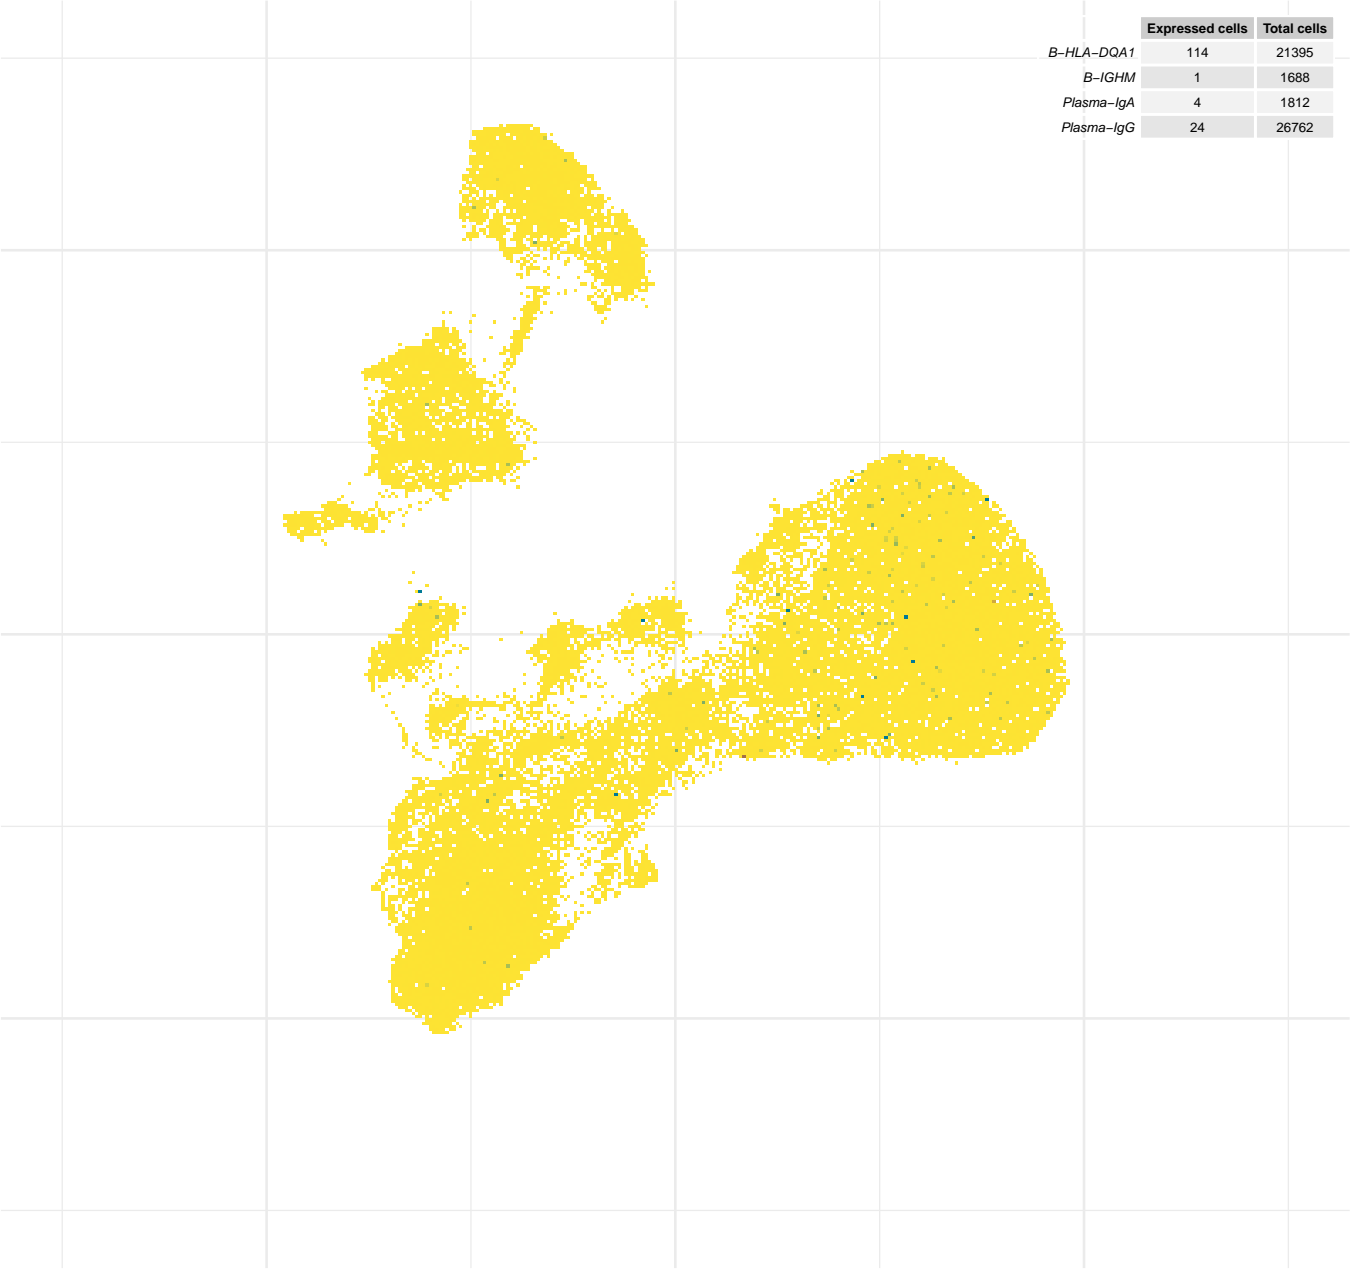 Expressed cells Total cells
B−HLA−DQA1 114 21395
B−IGHM 1 1688
Plasma−IgA 4 1812
Plasma−IgG 24 26762